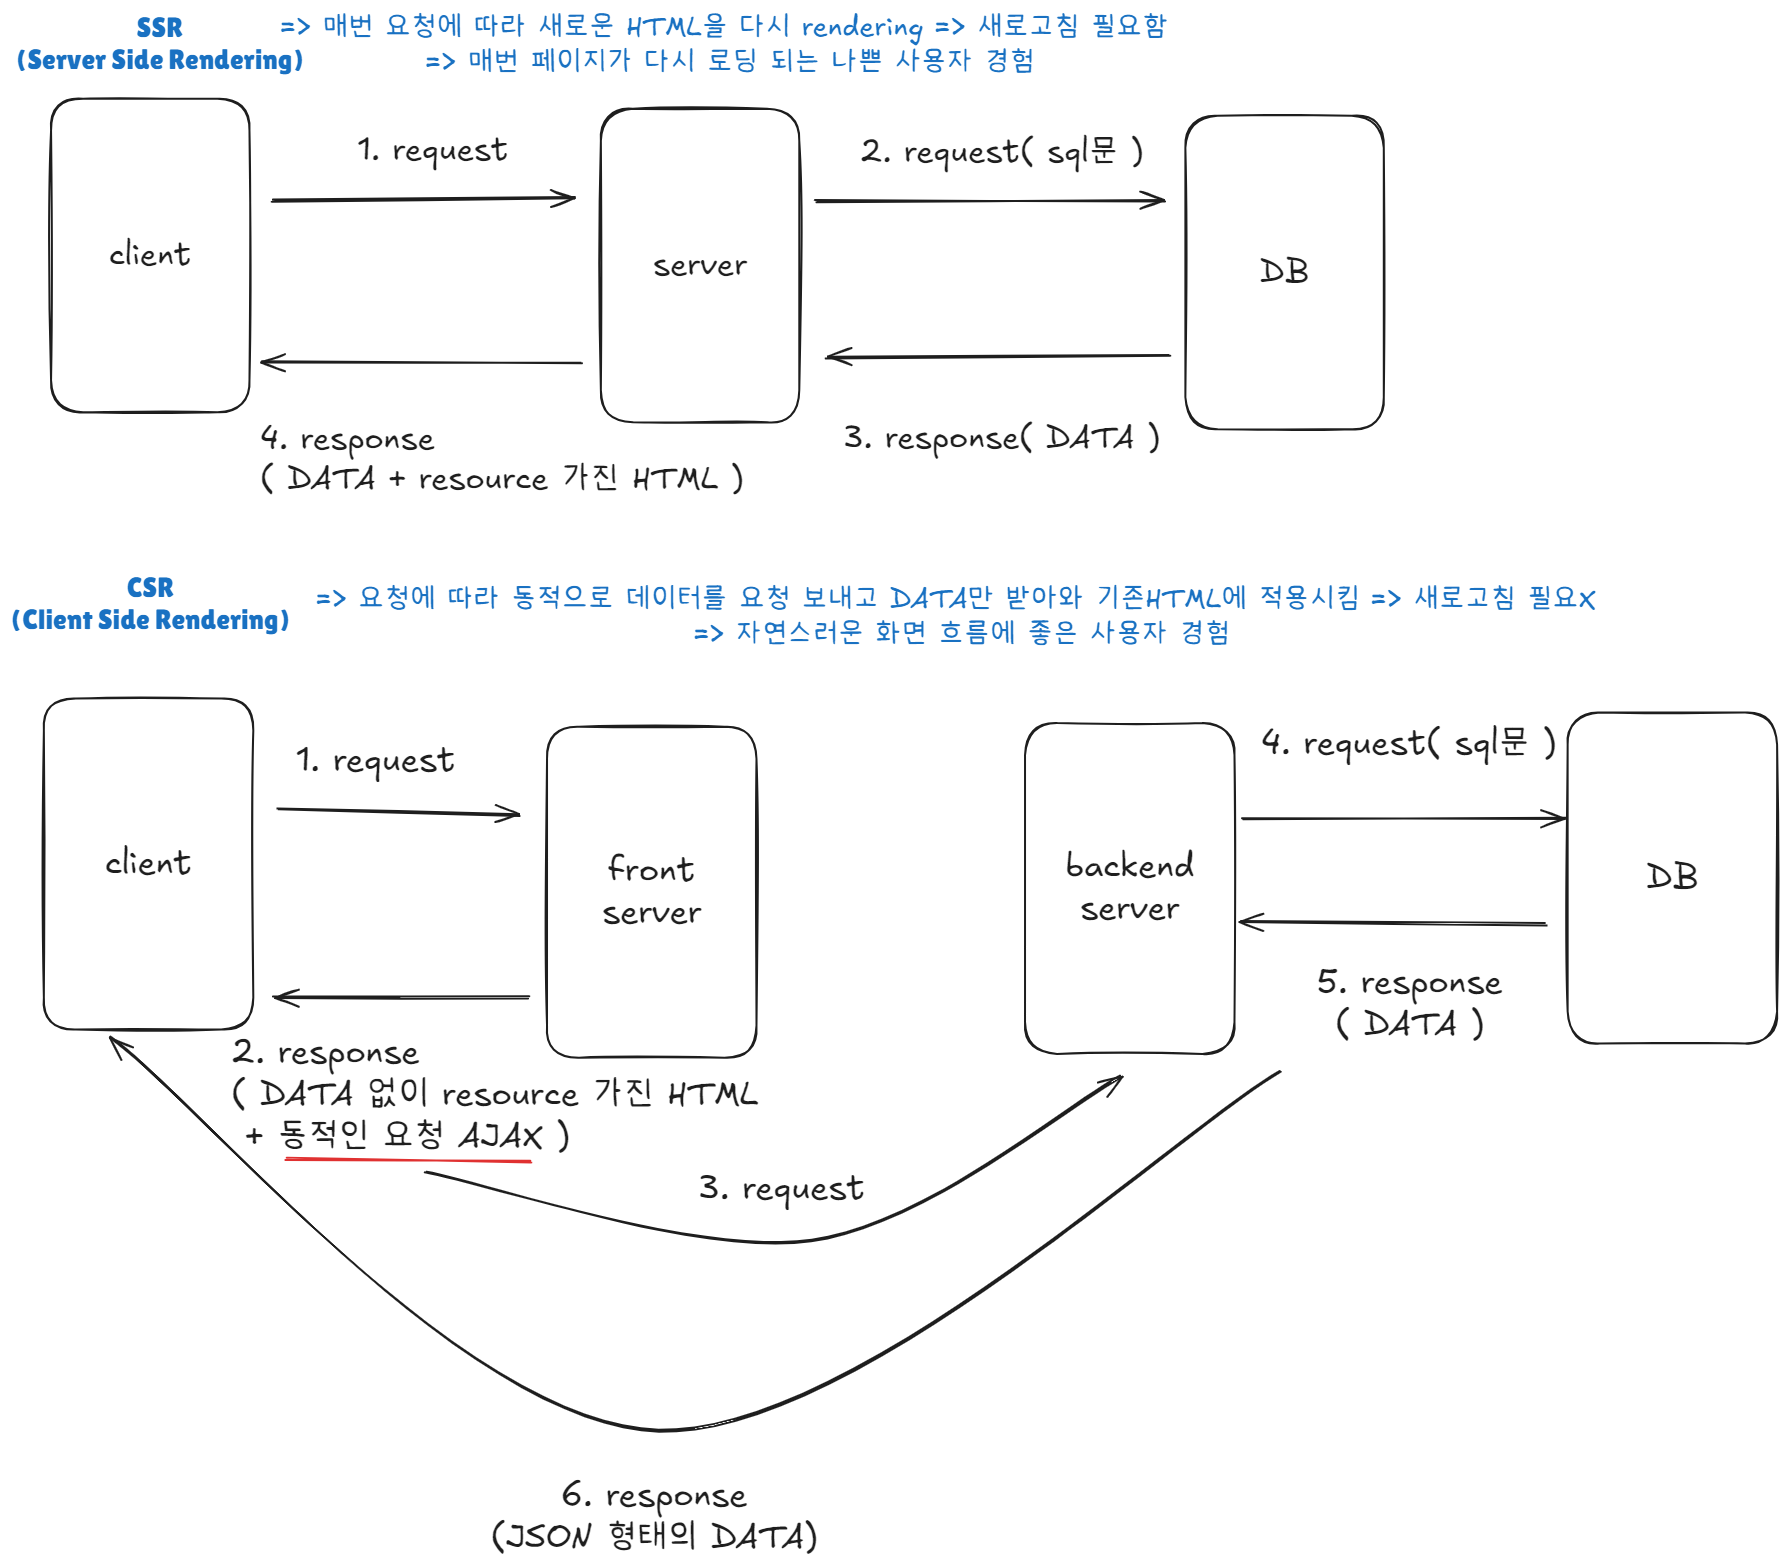 SSR
(Server Side Rendering)
=> 매번 요청에 따라 새로운 HTML을 다시 rendering => 새로고침 필요함
=> 매번 페이지가 다시 로딩 되는 나쁜 사용자 경험
client
1. request
server
2. request( sql문 )
DB
4. response
( DATA + resource 가진 HTML )
3. response( DATA )
CSR
(Client Side Rendering)
=> 요청에 따라 동적으로 데이터를 요청 보내고 DATA만 받아와 기존HTML에 적용시킴 => 새로고침 필요X
=> 자연스러운 화면 흐름에 좋은 사용자 경험
client
1. request
front
server
backend
server
4. request( sql문 )
DB
5. response
( DATA )
2. response
( DATA 없이 resource 가진 HTML
+ 동적인 요청 AJAX )
3. request
6. response
(JSON 형태의 DATA)